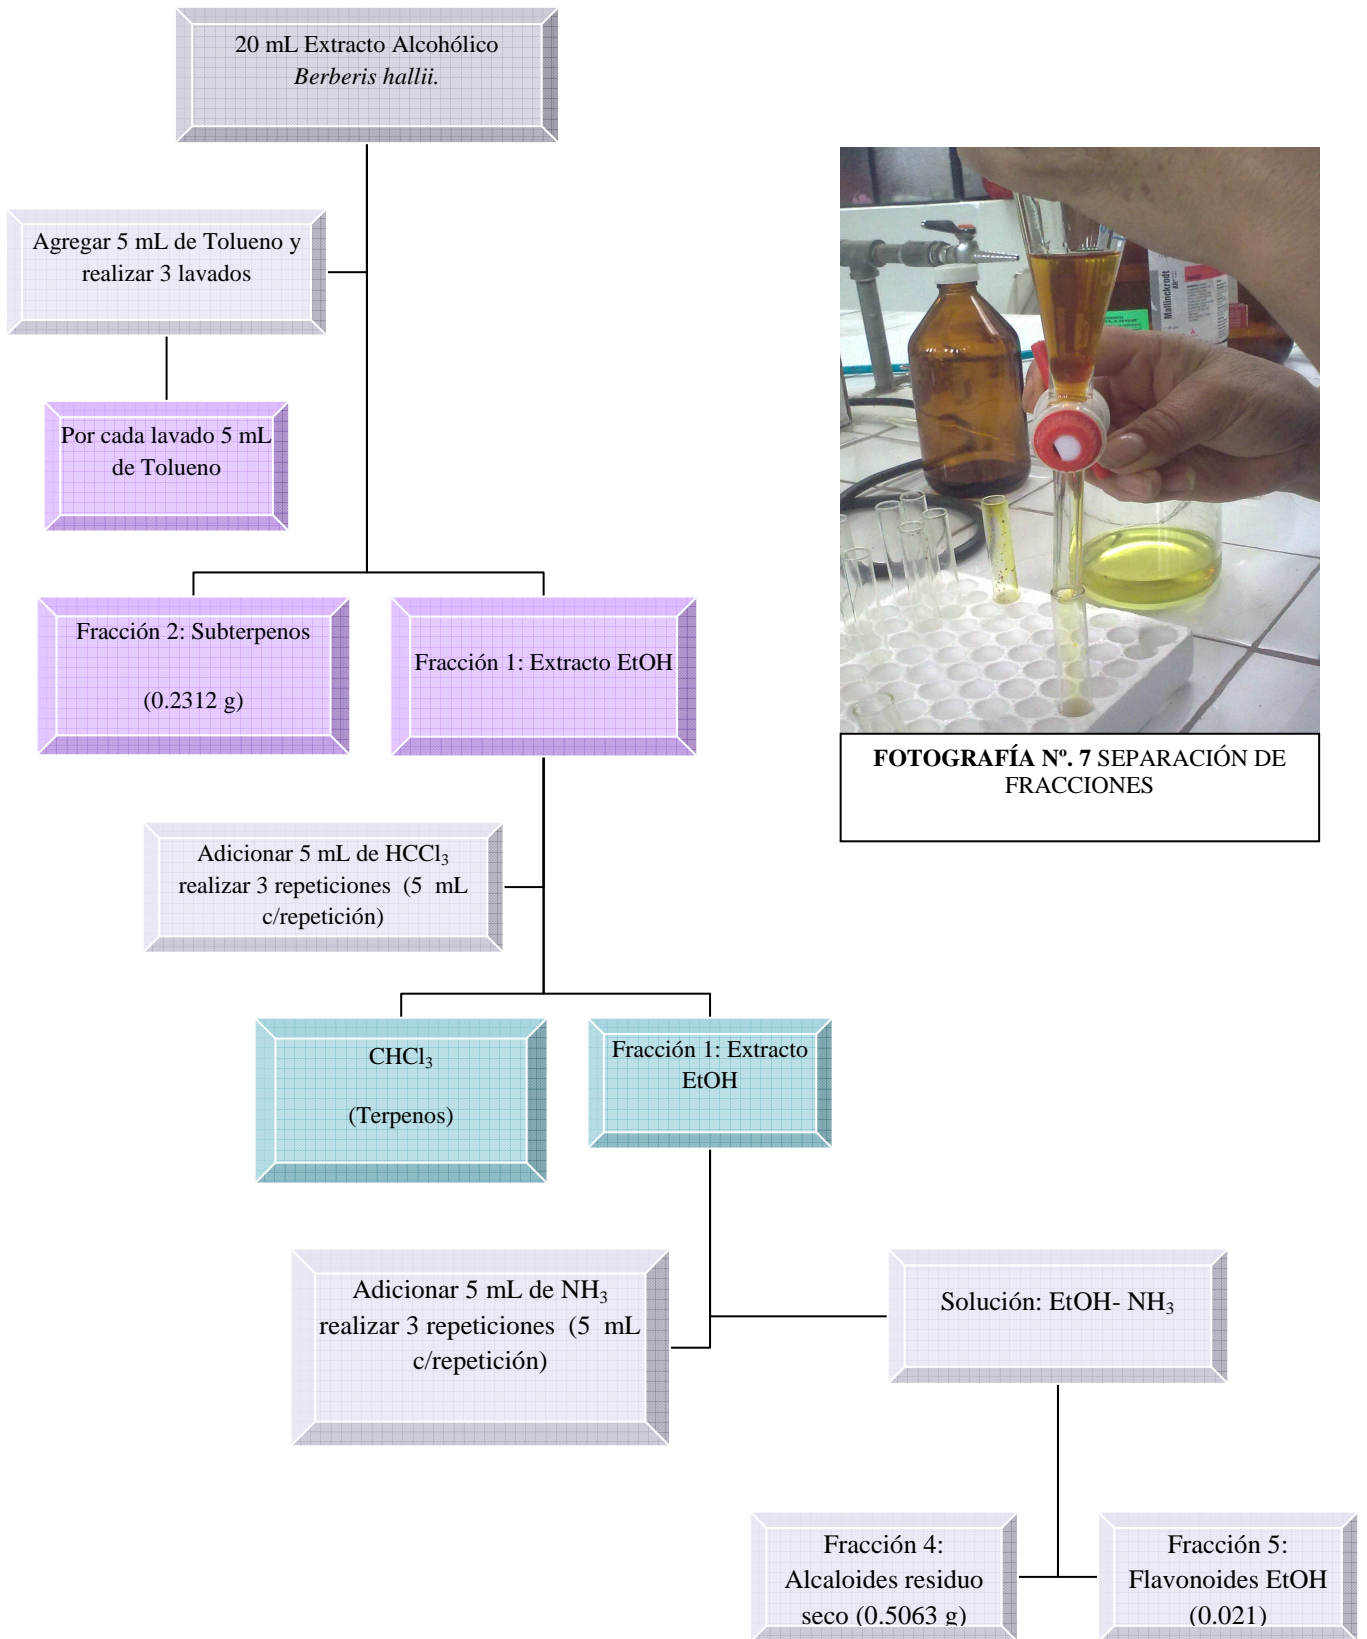 20 mL Extracto Alcohólico
Berberis hallii.
Agregar 5 mL de Tolueno y
realizar 3 lavados
Por cada lavado 5 mL
de Tolueno
Fracción 2: Subterpenos
(0.2312 g)
Fracción 1: Extracto EtOH
Adicionar 5 mL de HCCl3
realizar 3 repeticiones (5 mL
c/repetición)
CHCl3
(Terpenos)
Fracción 1: Extracto
EtOH
Adicionar 5 mL de NH3
realizar 3 repeticiones (5 mL
c/repetición)
Solución: EtOH- NH3
Fracción 4:
Alcaloides residuo
seco (0.5063 g)
Fracción 5:
Flavonoides EtOH
(0.021)
Mallinckrodt
FOTOGRAFÍA Nº. 7 SEPARACIÓN DE
FRACCIONES